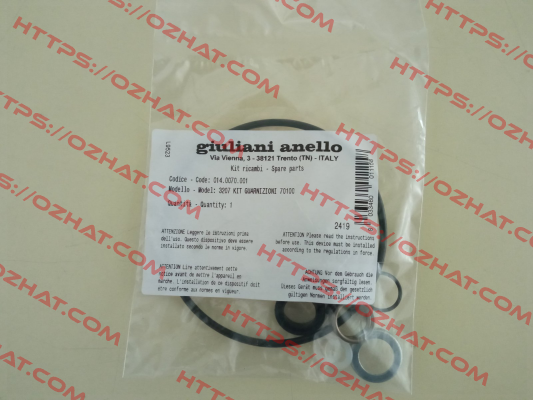 giuliani anello
Via Vienna, 3 - 38121 Trento (TN) - ITALY
Kit ricambi - Spare parts
Codice - Code: 014.0070.001
Modello - Model: 3207 KIT GUARNIZIONI 70100
Quantita - Quantity: 1
2419
ATTENZIONE Leggere le istruzioni prima
dell'uso. Questo dispositivo deve essere
installato secondo le norme in vigore.
ATTENTION Please read the instructions
before use. This device must be installed
according to the regulations in force.
ATTENTION Lire attentivement cette
notice avant de mettre l'appareil en
marche. L'installation de ce dispositif doit
etre conforme aux normes en vigueur.
ACHTUNG Vor dem Gebrauch die
Anweisungen sorgfältig lesen.
Dieses Gerät muss gemäß den gesetzlich
gültigen Normen installiert werden.
HTTPS://OZHAT.COM